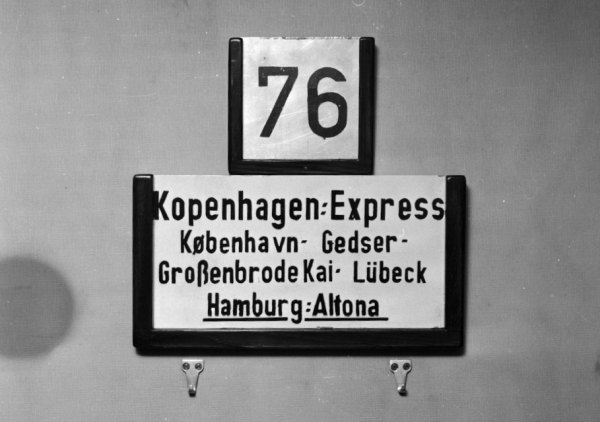 76
Kopenhagen-Express
København- Gedser-
Großenbrode Kai- Lübeck
Hamburg-Altona